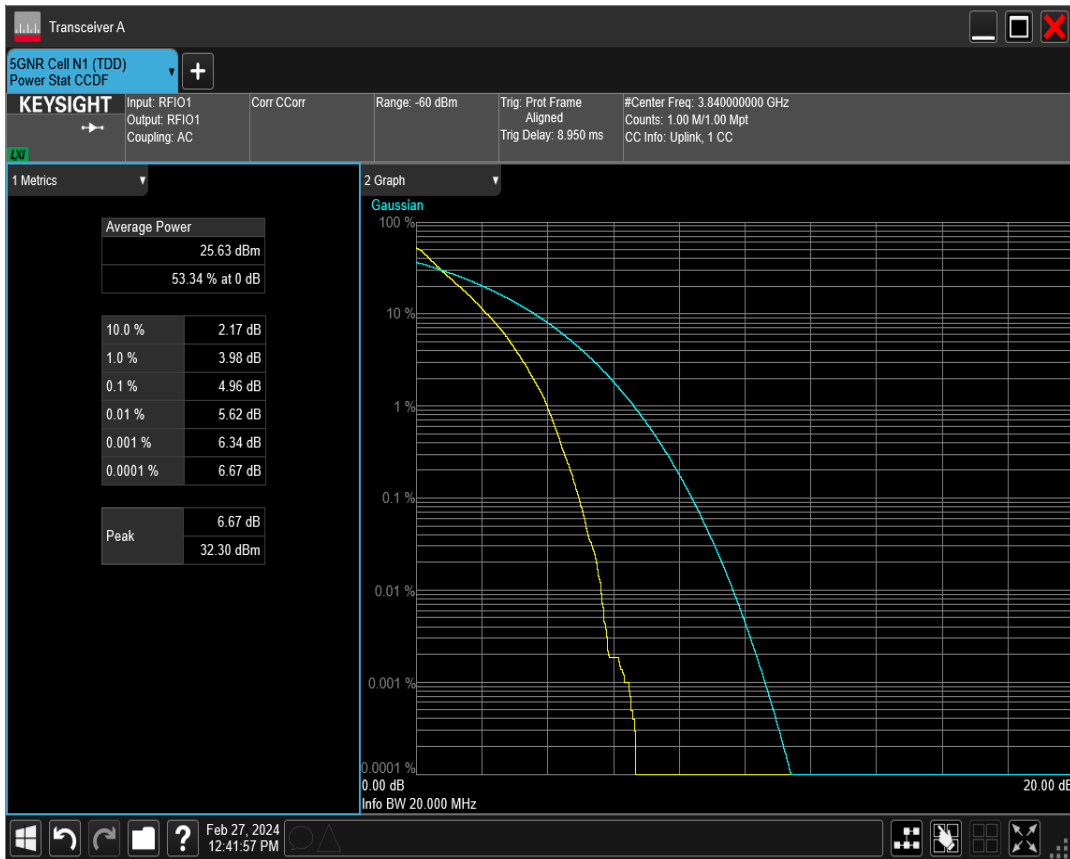 Transceiver A
5GNR Cell N1 (TDD)
Power Stat CCDF
+
KEYSIGHT
LXI
Input: RFIO1
Output: RFIO1
Coupling: AC
Corr CCorr
Range: -60 dBm
Trig: Prot Frame
Aligned
Trig Delay: 8.950 ms
#Center Freq: 3.840000000 GHz
Counts: 1.00 M/1.00 Mpt
CC Info: Uplink, 1 CC
1 Metrics
Average Power
25.63 dBm
53.34 % at 0 dB
10.0 % 2.17 dB
1.0 % 3.98 dB
0.1 % 4.96 dB
0.01 % 5.62 dB
0.001 % 6.34 dB
0.0001 % 6.67 dB
Peak
6.67 dB
32.30 dBm
2 Graph
Gaussian
100 %
10 %
1 %
0.1 %
0.01 %
0.001 %
0.0001 %
0.00 dB
20.00 dB
Info BW 20.000 MHz
?
Feb 27, 2024
12:41:57 PM